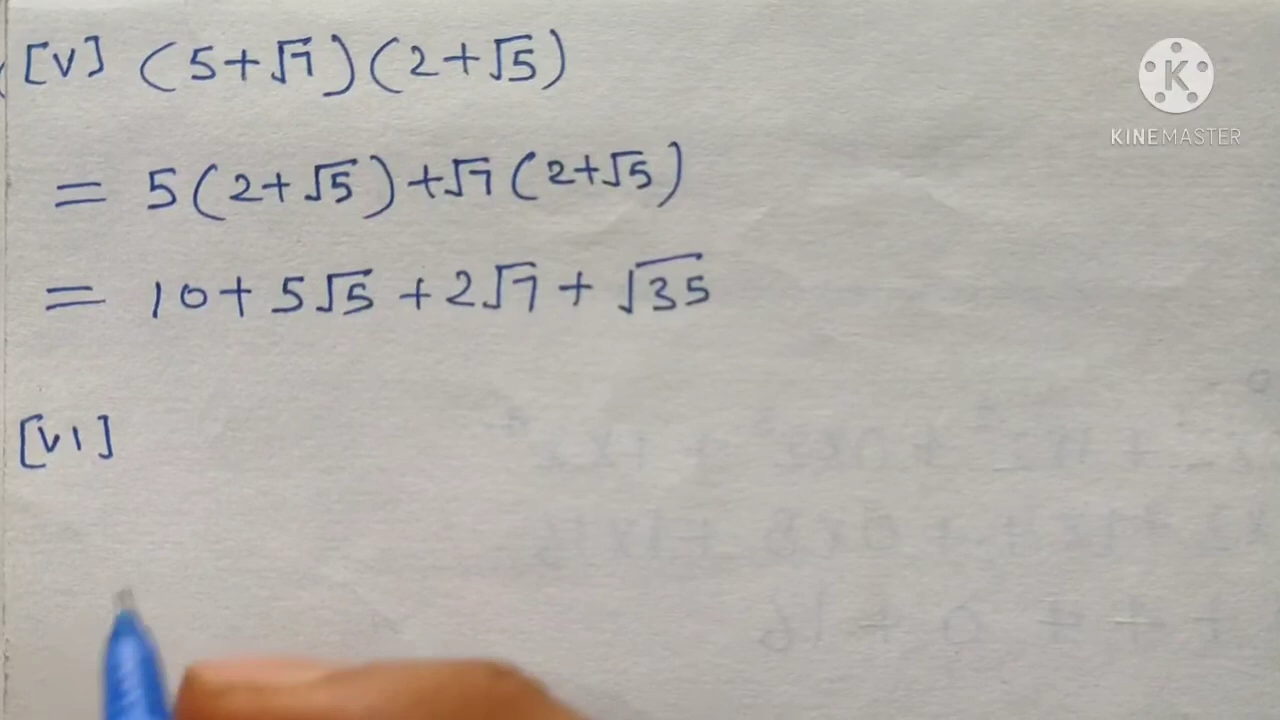 [V] (5+√7)(2+√5)
= 5(2+√5)+√7(2+√5)
= 10+5√5+2√7+√35
[VI]
K
KINEMASTER